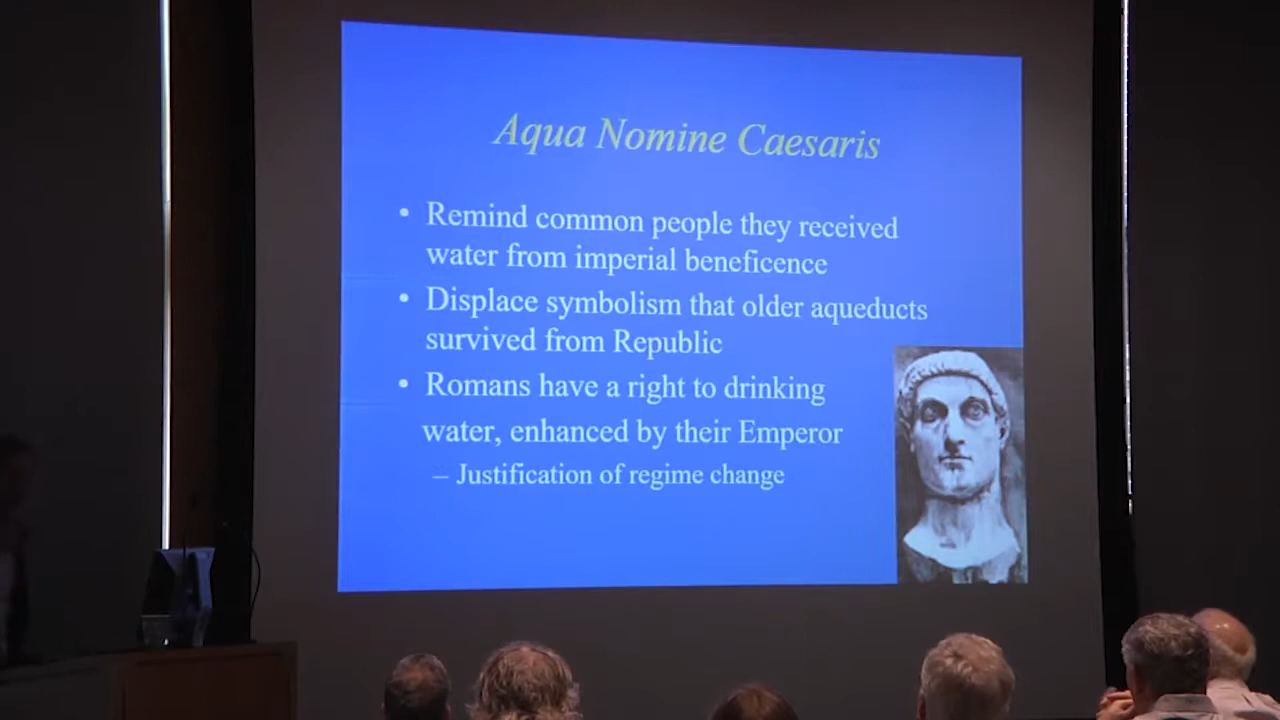 Aqua Nomine Caesaris
• Remind common people they received
water from imperial beneficence
• Displace symbolism that older aqueducts
survived from Republic
• Romans have a right to drinking
water, enhanced by their Emperor
– Justification of regime change